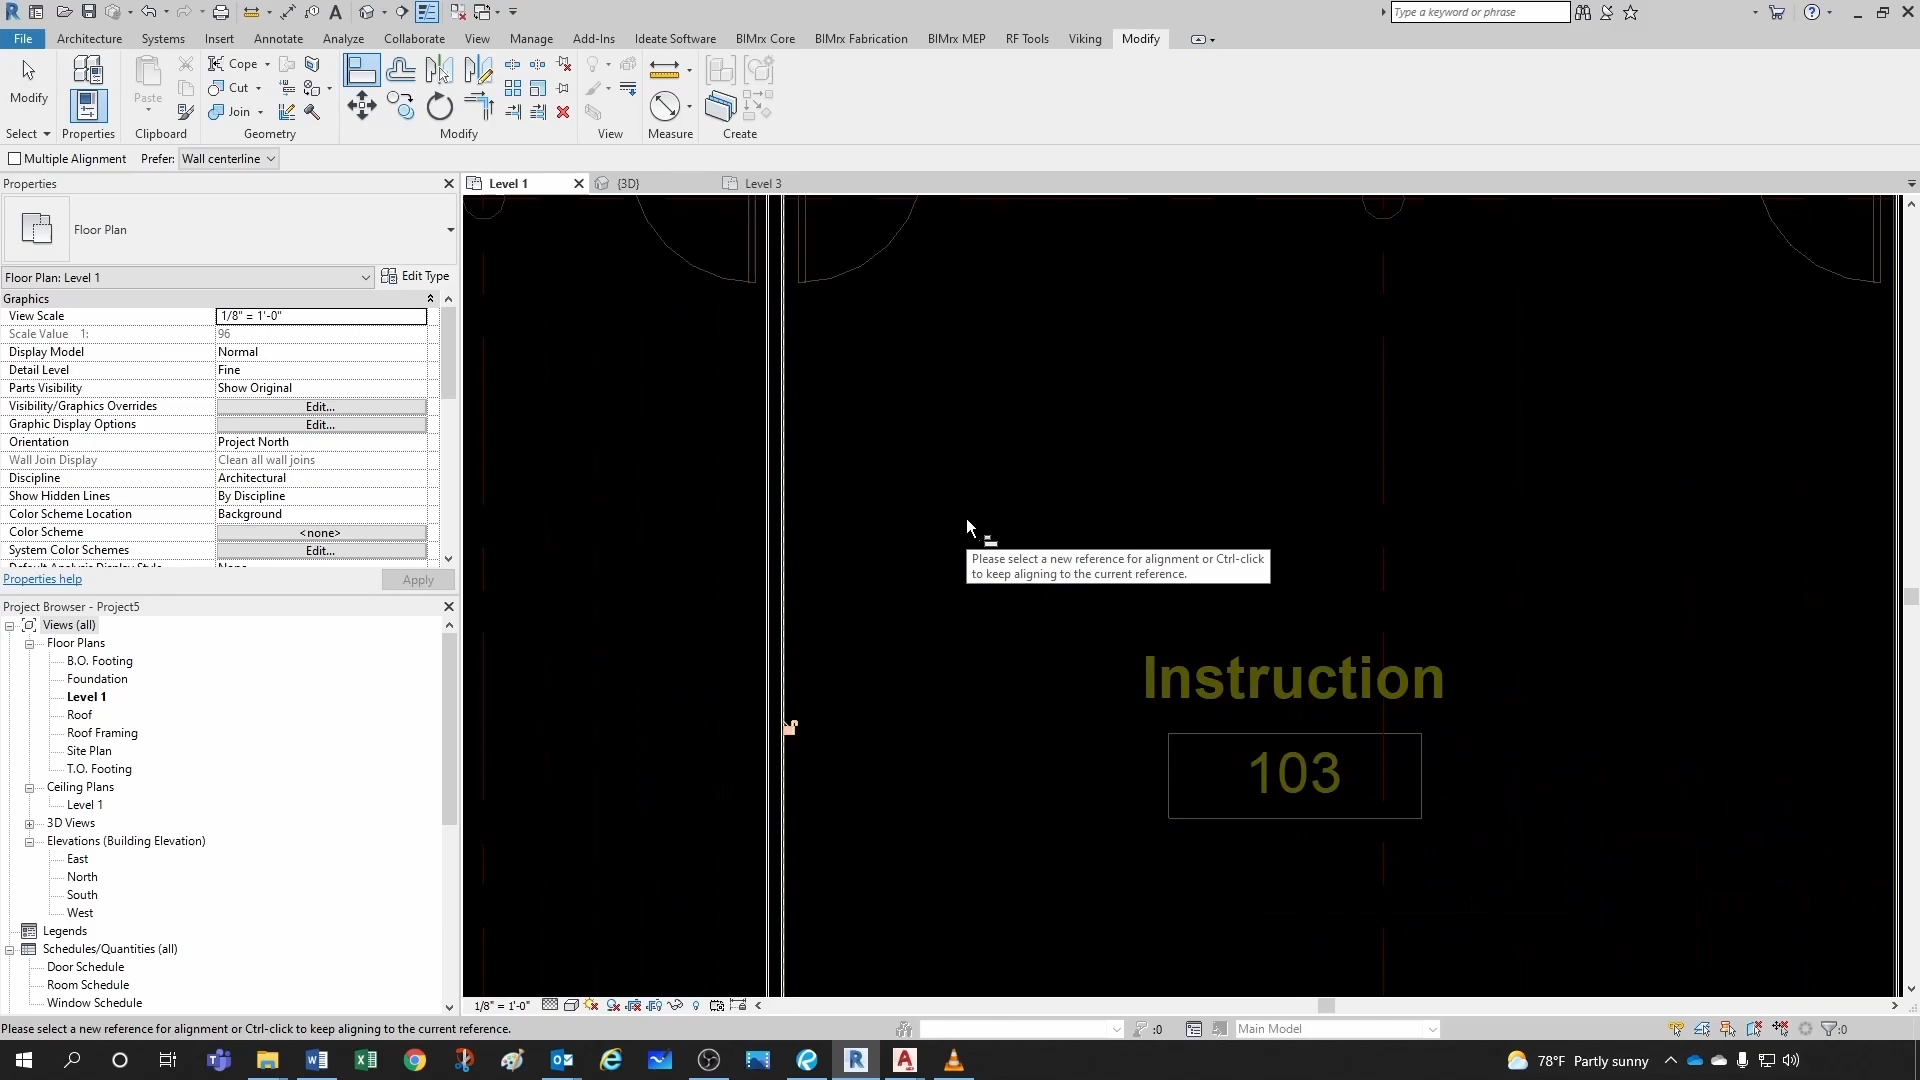 Type a keyword or phrase
File Architecture Systems Insert Annotate Analyze Collaborate View Manage Add-Ins Ideate Software BIMrx Core BIMrx Fabrication BIMrx MEP RF Tools Viking Modify
Modify
Paste
Cope
Cut
Join
Select Properties Clipboard Geometry Modify View Measure Create
Multiple Alignment Prefer: Wall centerline
Properties
Level 1 {3D} Level 3
Floor Plan
Floor Plan: Level 1 Edit Type
Graphics
View Scale 1/8" = 1'-0"
Scale Value 1: 96
Display Model Normal
Detail Level Fine
Parts Visibility Show Original
Visibility/Graphics Overrides Edit...
Graphic Display Options Edit...
Orientation Project North
Wall Join Display Clean all wall joins
Discipline Architectural
Show Hidden Lines By Discipline
Color Scheme Location Background
Color Scheme <none>
System Color Schemes Edit...
Properties help Apply
Please select a new reference for alignment or Ctrl-click
to keep aligning to the current reference.
Instruction
103
Project Browser - Project5
Views (all)
Floor Plans
B.O. Footing
Foundation
Level 1
Roof
Roof Framing
Site Plan
T.O. Footing
Ceiling Plans
Level 1
3D Views
Elevations (Building Elevation)
East
North
South
West
Legends
Schedules/Quantities (all)
Door Schedule
Room Schedule
Window Schedule
1/8" = 1'-0"
Please select a new reference for alignment or Ctrl-click to keep aligning to the current reference.
:0 Main Model :0
78°F Partly sunny